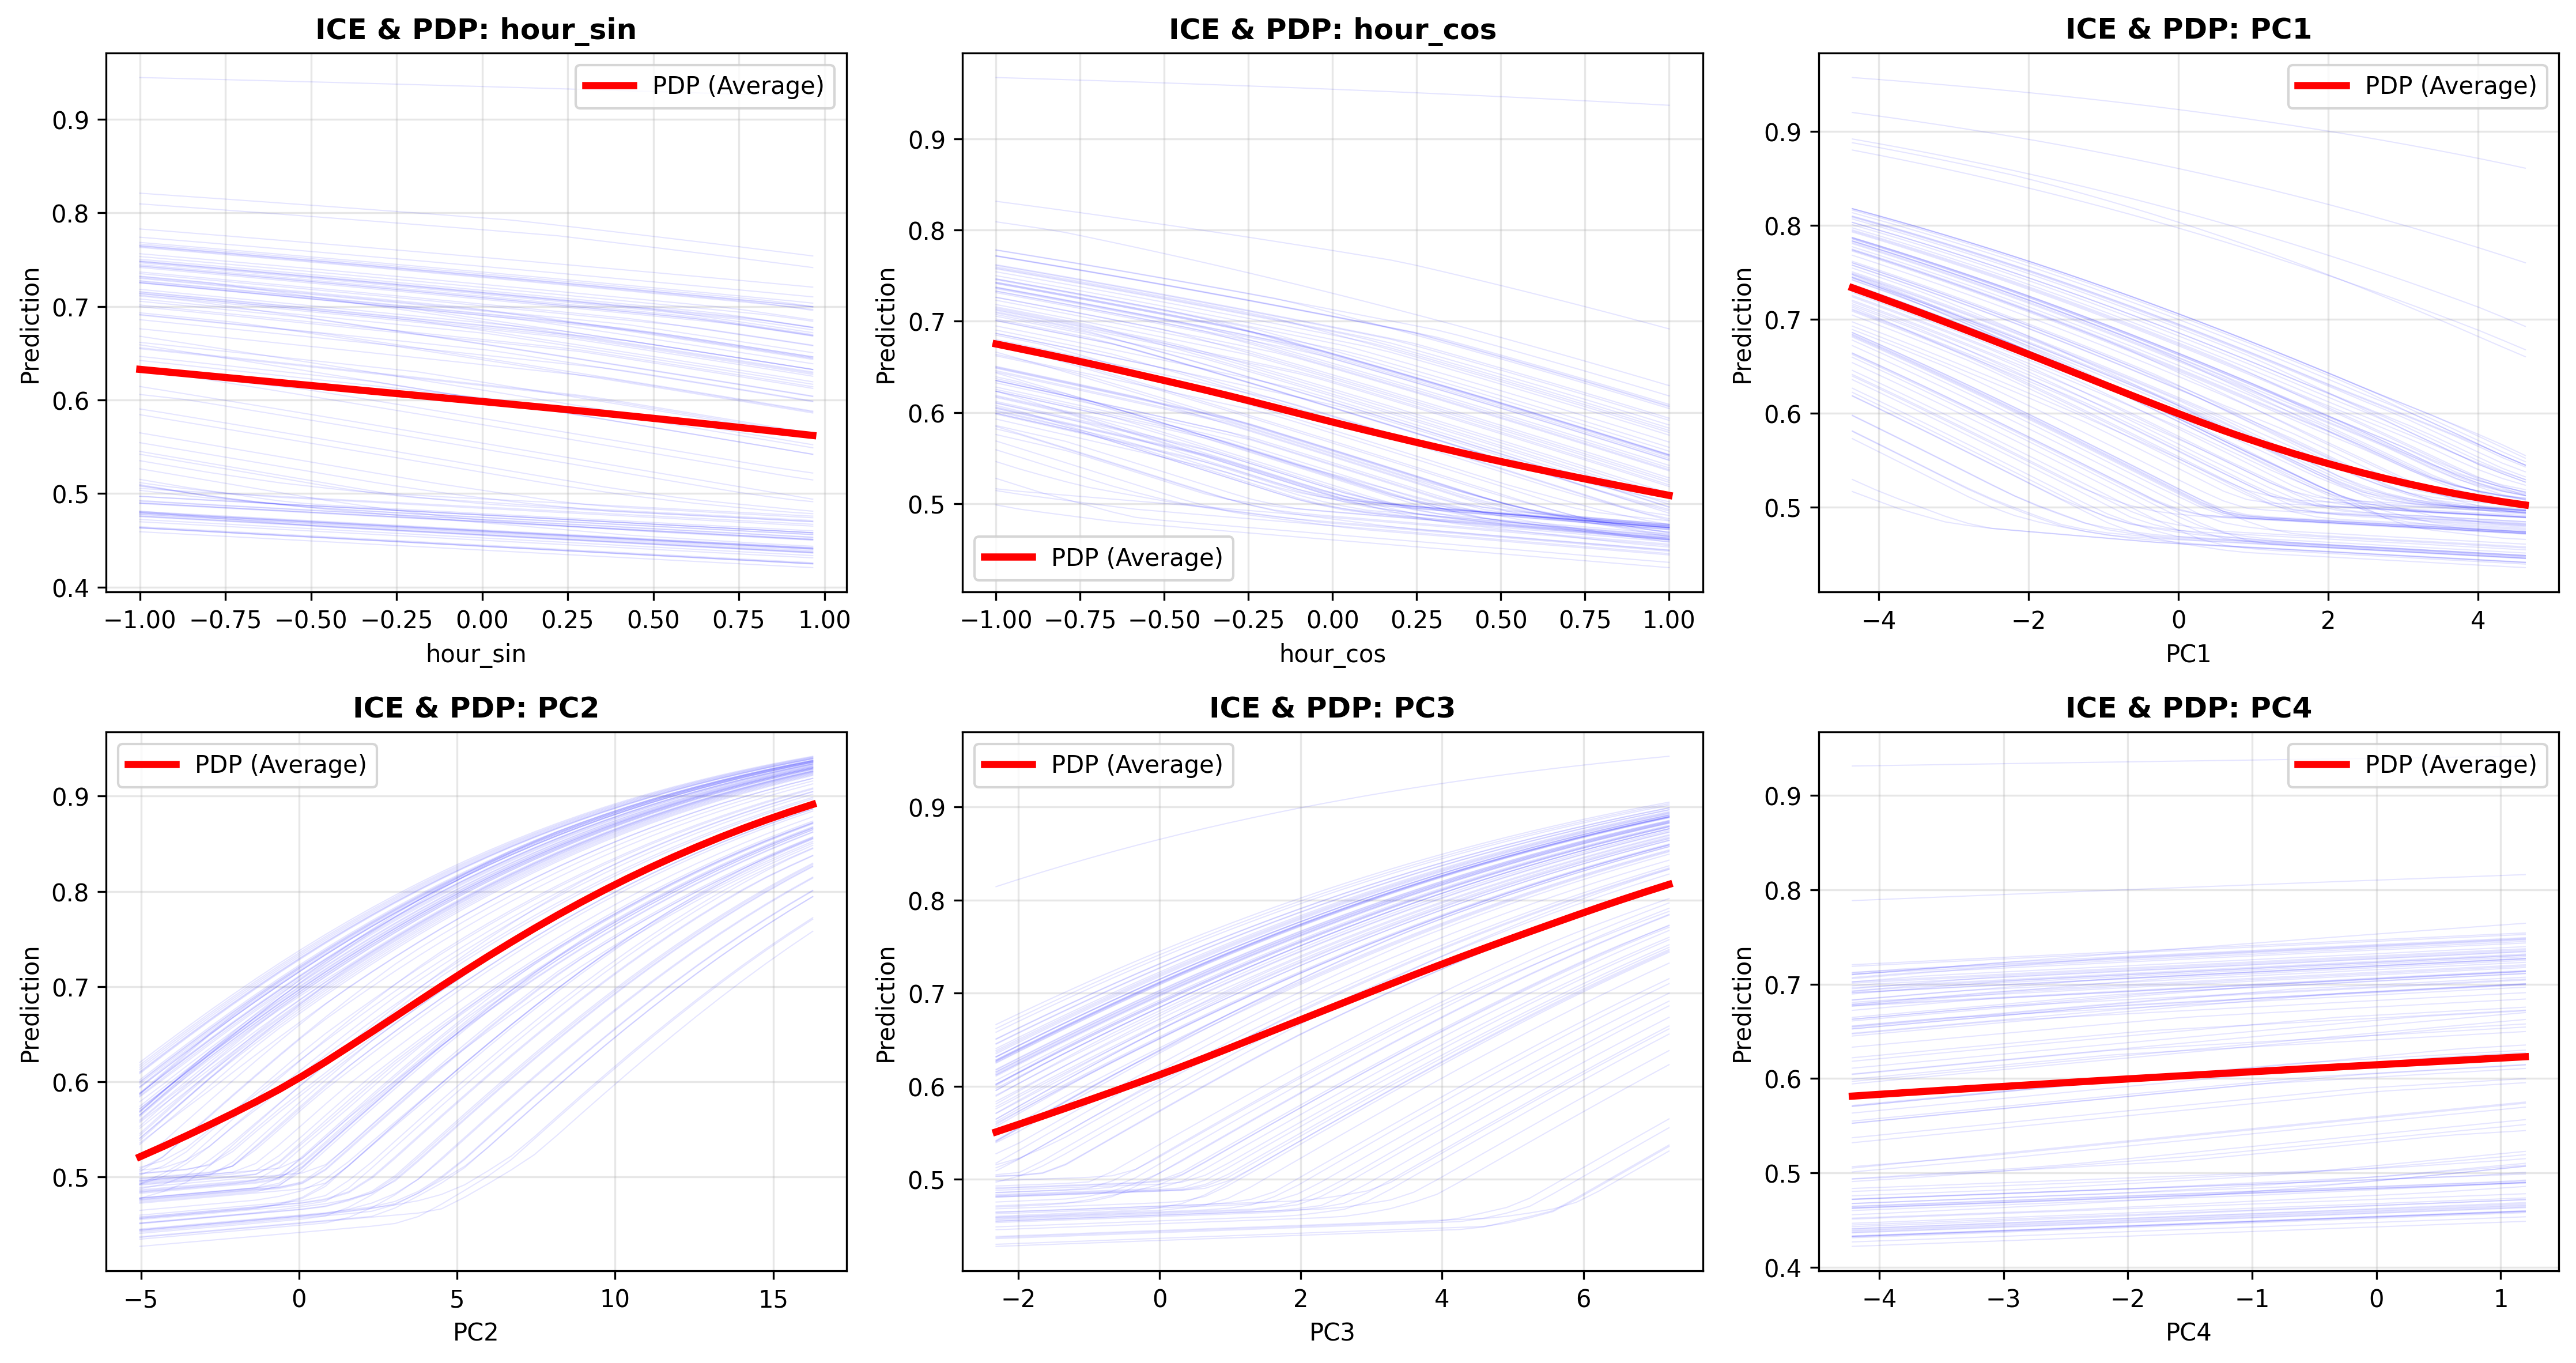 ICE & PDP: hour_sin
PDP (Average)
Prediction
0.9
0.8
0.7
0.6
0.5
0.4
−1.00 −0.75 −0.50 −0.25 0.00 0.25 0.50 0.75 1.00
hour_sin
ICE & PDP: hour_cos
PDP (Average)
Prediction
0.9
0.8
0.7
0.6
0.5
−1.00 −0.75 −0.50 −0.25 0.00 0.25 0.50 0.75 1.00
hour_cos
ICE & PDP: PC1
PDP (Average)
Prediction
0.9
0.8
0.7
0.6
0.5
−4 −2 0 2 4
PC1
ICE & PDP: PC2
PDP (Average)
Prediction
0.9
0.8
0.7
0.6
0.5
−5 0 5 10 15
PC2
ICE & PDP: PC3
PDP (Average)
Prediction
0.9
0.8
0.7
0.6
0.5
−2 0 2 4 6
PC3
ICE & PDP: PC4
PDP (Average)
Prediction
0.9
0.8
0.7
0.6
0.5
0.4
−4 −3 −2 −1 0 1
PC4